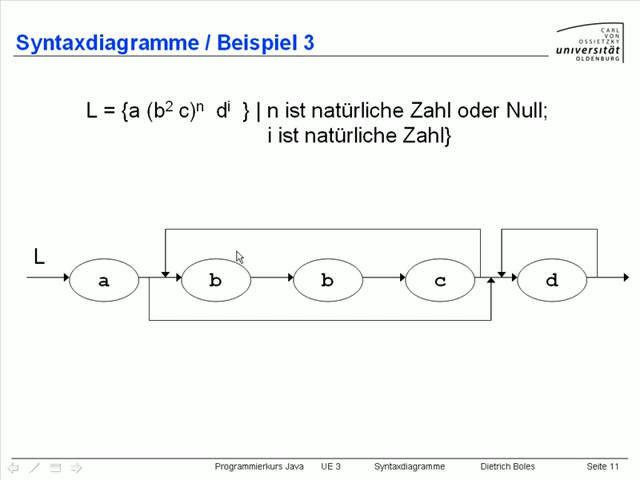 Syntaxdiagramme / Beispiel 3
CARL
VON
OSSIETZKY
universität
OLDENBURG
L = {a (b² c)ⁿ dⁱ } | n ist natürliche Zahl oder Null;
i ist natürliche Zahl}
L
a b b c d
Programmierkurs Java UE 3 Syntaxdiagramme Dietrich Boles Seite 11